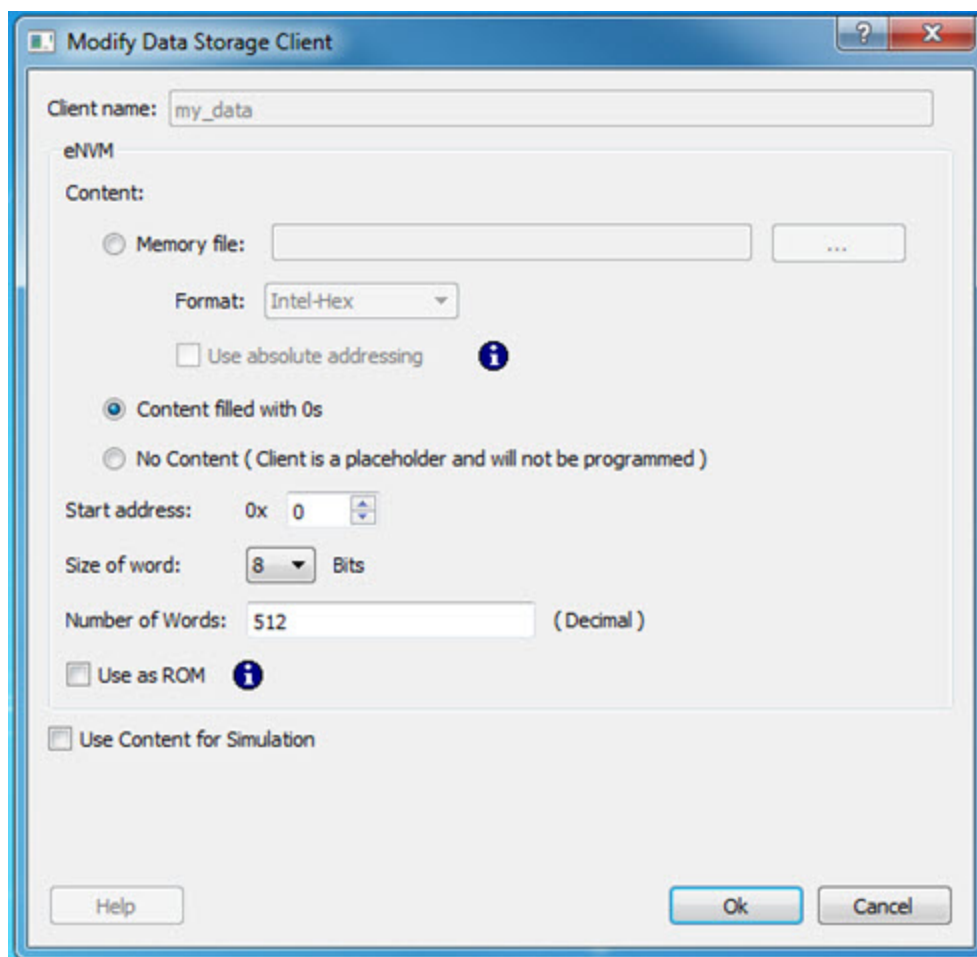 Modify Data Storage Client
Client name: my_data
eNVM
Content:
Memory file: ...
Format: Intel-Hex
Use absolute addressing
Content filled with 0s
No Content ( Client is a placeholder and will not be programmed )
Start address: 0x 0
Size of word: 8 Bits
Number of Words: 512 ( Decimal )
Use as ROM
Use Content for Simulation
Help Ok Cancel